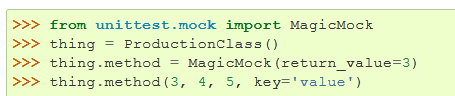 >>> from unittest.mock import MagicMock
>>> thing = ProductionClass()
>>> thing.method = MagicMock(return_value=3)
>>> thing.method(3, 4, 5, key='value')